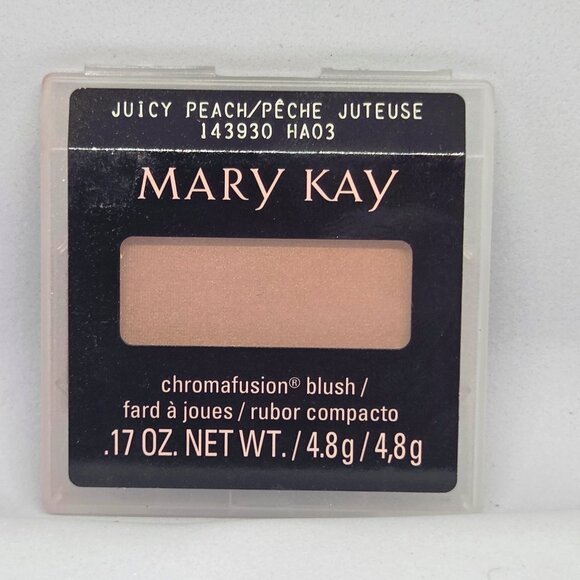 JUICY PEACH/PÊCHE JUTEUSE
143930 HA03
MARY KAY
chromafusion® blush /
fard à joues / rubor compacto
.17 OZ. NET WT. / 4.8 g / 4,8g